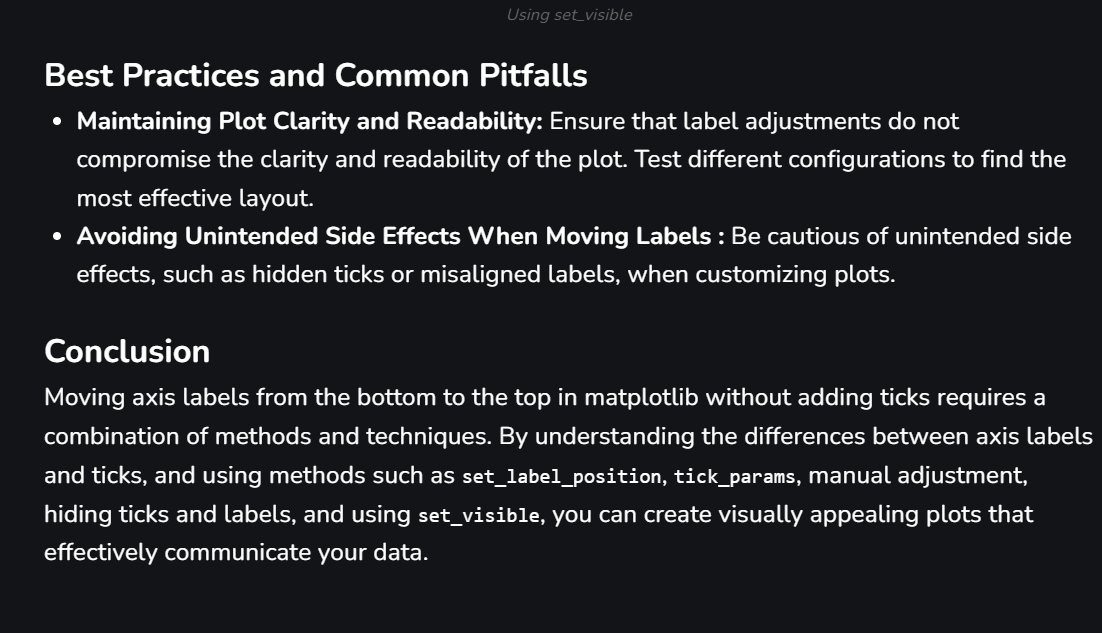 Using set_visible
Best Practices and Common Pitfalls
• Maintaining Plot Clarity and Readability: Ensure that label adjustments do not
compromise the clarity and readability of the plot. Test different configurations to find the
most effective layout.
• Avoiding Unintended Side Effects When Moving Labels : Be cautious of unintended side
effects, such as hidden ticks or misaligned labels, when customizing plots.
Conclusion
Moving axis labels from the bottom to the top in matplotlib without adding ticks requires a
combination of methods and techniques. By understanding the differences between axis labels
and ticks, and using methods such as set_label_position, tick_params, manual adjustment,
hiding ticks and labels, and using set_visible, you can create visually appealing plots that
effectively communicate your data.